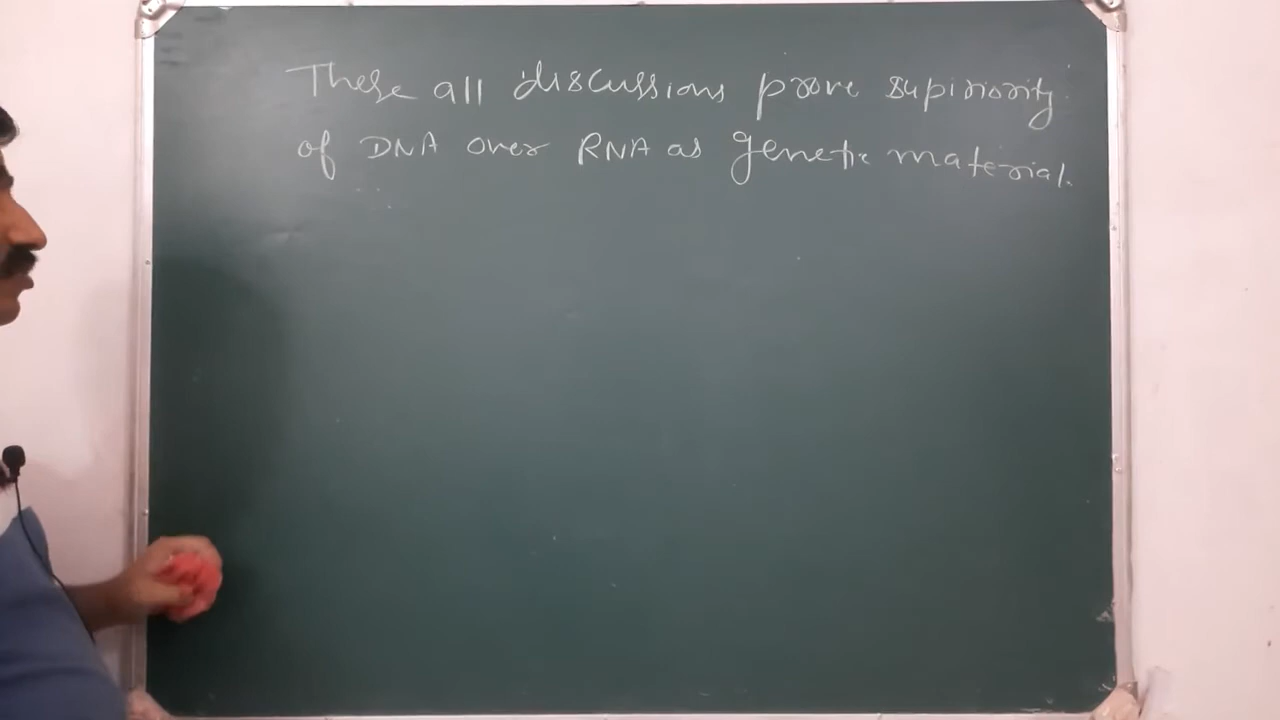 These all discussions prove supiriority
of DNA over RNA as genetic material.